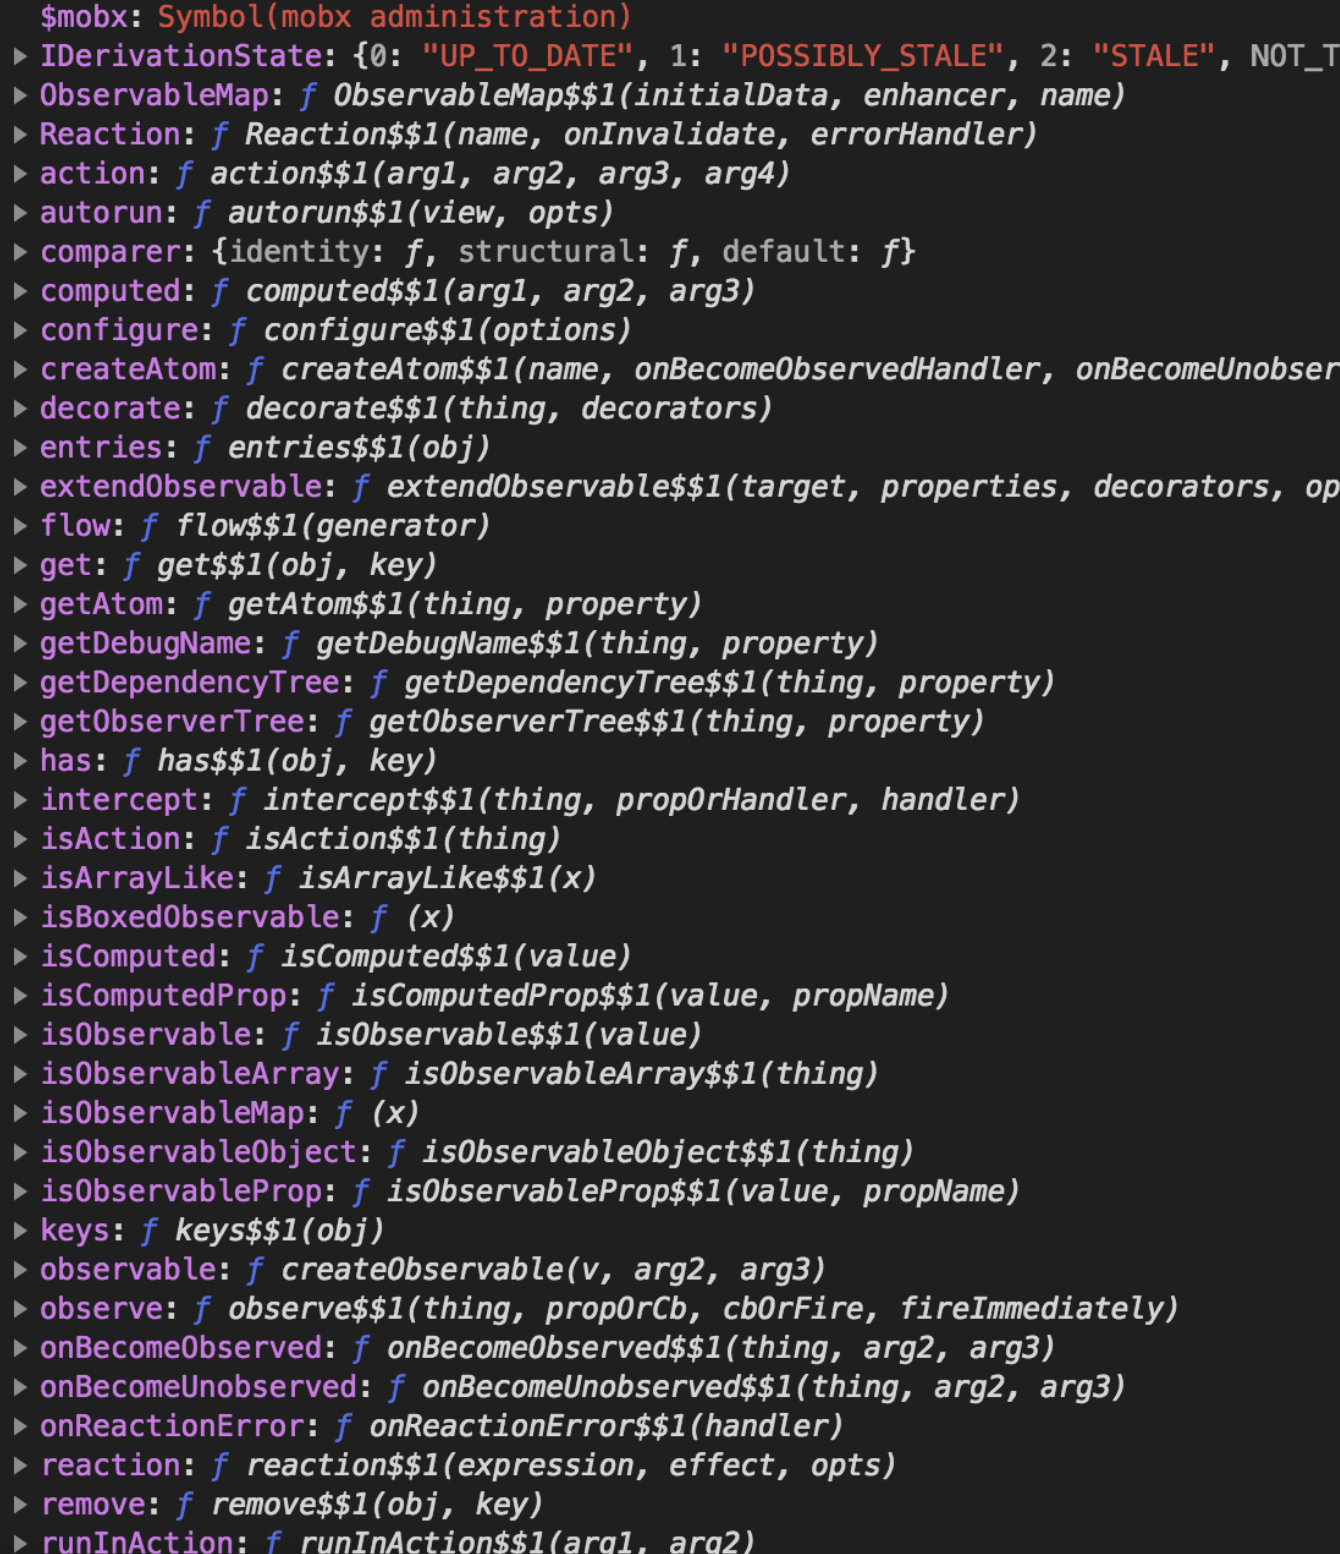 $mobx: Symbol(mobx administration)
IDerivationState: {0: "UP_TO_DATE", 1: "POSSIBLY_STALE", 2: "STALE", NOT_T
ObservableMap: ƒ ObservableMap$$1(initialData, enhancer, name)
Reaction: ƒ Reaction$$1(name, onInvalidate, errorHandler)
action: ƒ action$$1(arg1, arg2, arg3, arg4)
autorun: ƒ autorun$$1(view, opts)
comparer: {identity: ƒ, structural: ƒ, default: ƒ}
computed: ƒ computed$$1(arg1, arg2, arg3)
configure: ƒ configure$$1(options)
createAtom: ƒ createAtom$$1(name, onBecomeObservedHandler, onBecomeUnobser
decorate: ƒ decorate$$1(thing, decorators)
entries: ƒ entries$$1(obj)
extendObservable: ƒ extendObservable$$1(target, properties, decorators, op
flow: ƒ flow$$1(generator)
get: ƒ get$$1(obj, key)
getAtom: ƒ getAtom$$1(thing, property)
getDebugName: ƒ getDebugName$$1(thing, property)
getDependencyTree: ƒ getDependencyTree$$1(thing, property)
getObserverTree: ƒ getObserverTree$$1(thing, property)
has: ƒ has$$1(obj, key)
intercept: ƒ intercept$$1(thing, propOrHandler, handler)
isAction: ƒ isAction$$1(thing)
isArrayLike: ƒ isArrayLike$$1(x)
isBoxedObservable: ƒ (x)
isComputed: ƒ isComputed$$1(value)
isComputedProp: ƒ isComputedProp$$1(value, propName)
isObservable: ƒ isObservable$$1(value)
isObservableArray: ƒ isObservableArray$$1(thing)
isObservableMap: ƒ (x)
isObservableObject: ƒ isObservableObject$$1(thing)
isObservableProp: ƒ isObservableProp$$1(value, propName)
keys: ƒ keys$$1(obj)
observable: ƒ createObservable(v, arg2, arg3)
observe: ƒ observe$$1(thing, propOrCb, cbOrFire, fireImmediately)
onBecomeObserved: ƒ onBecomeObserved$$1(thing, arg2, arg3)
onBecomeUnobserved: ƒ onBecomeUnobserved$$1(thing, arg2, arg3)
onReactionError: ƒ onReactionError$$1(handler)
reaction: ƒ reaction$$1(expression, effect, opts)
remove: ƒ remove$$1(obj, key)
runInAction: ƒ runInAction$$1(arg1, arg2)